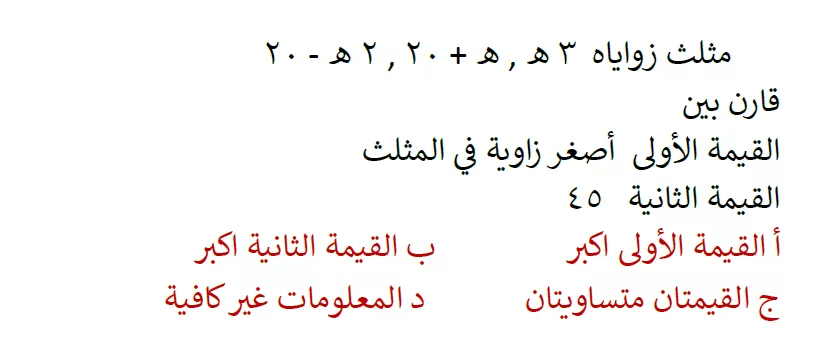 مثلث زواياه ٣ هـ , هـ + ٢٠ , ٢ هـ - ٢٠
قارن بين
القيمة الأولى أصغر زاوية في المثلث
القيمة الثانية ٤٥
أ القيمة الأولى اكبر ب القيمة الثانية اكبر
ج القيمتان متساويتان د المعلومات غير كافية